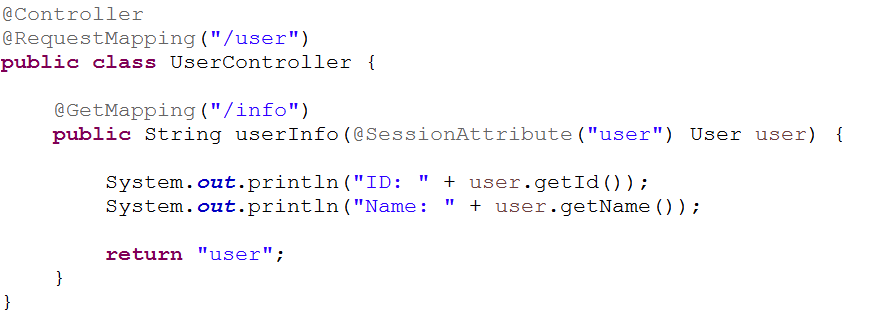 @Controller
@RequestMapping("/user")
public class UserController {
@GetMapping("/info")
public String userInfo(@SessionAttribute("user") User user) {
System.out.println("ID: " + user.getId());
System.out.println("Name: " + user.getName());
return "user";
}
}